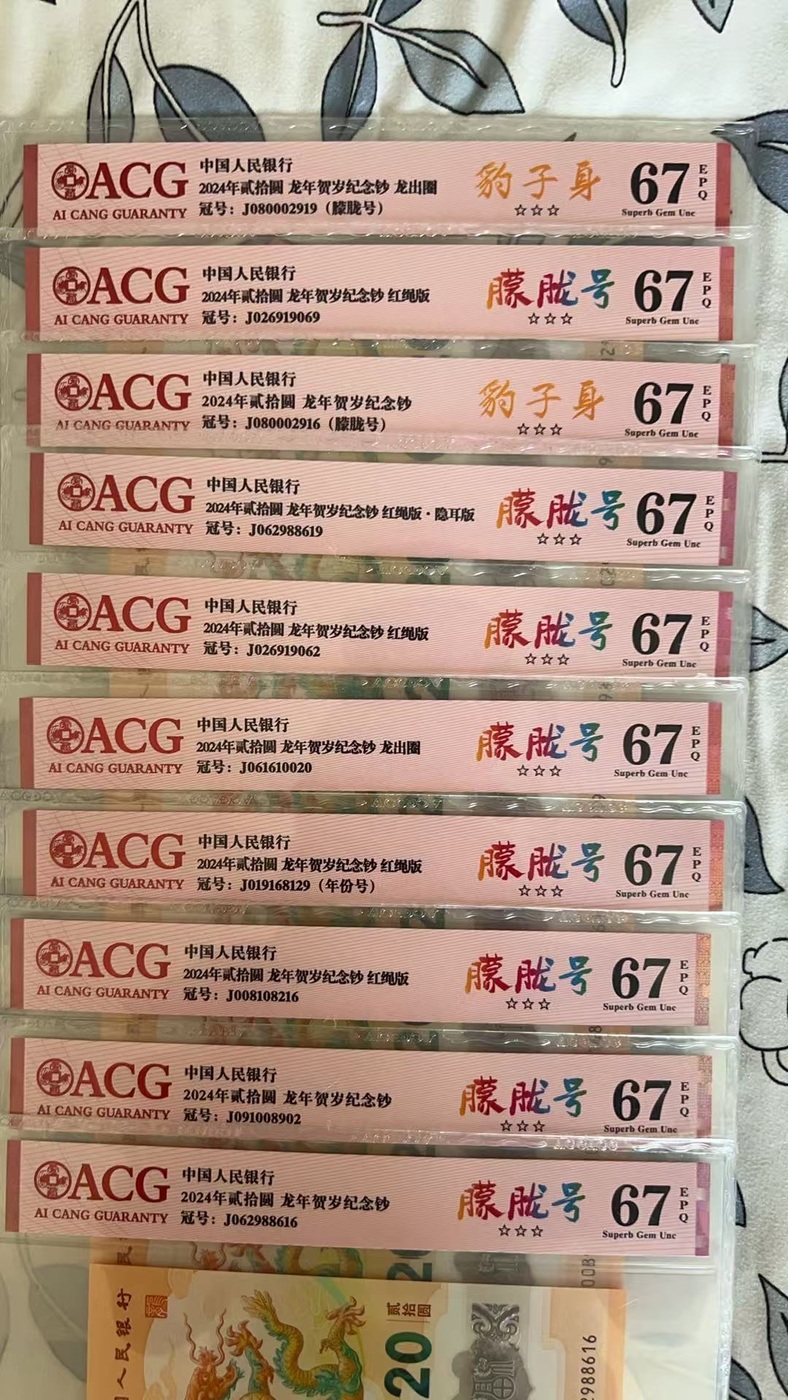 ACG
AI CANG GUARANTY
中国人民银行
2024年贰拾圆 龙年贺岁纪念钞 龙出圈
冠号：J080002919（朦胧号）
豹子身
☆☆☆
67
EPQ
Superb Gem Unc
ACG
AI CANG GUARANTY
中国人民银行
2024年贰拾圆 龙年贺岁纪念钞 红绳版
冠号：J026919069
朦胧号
☆☆☆
67
EPQ
Superb Gem Unc
ACG
AI CANG GUARANTY
中国人民银行
2024年贰拾圆 龙年贺岁纪念钞
冠号：J080002916（朦胧号）
豹子身
☆☆☆
67
EPQ
Superb Gem Unc
ACG
AI CANG GUARANTY
中国人民银行
2024年贰拾圆 龙年贺岁纪念钞 红绳版·隐耳版
冠号：J062988619
朦胧号
☆☆☆
67
EPQ
Superb Gem Unc
ACG
AI CANG GUARANTY
中国人民银行
2024年贰拾圆 龙年贺岁纪念钞 红绳版
冠号：J026919062
朦胧号
☆☆☆
67
EPQ
Superb Gem Unc
ACG
AI CANG GUARANTY
中国人民银行
2024年贰拾圆 龙年贺岁纪念钞 龙出圈
冠号：J061610020
朦胧号
☆☆☆
67
EPQ
Superb Gem Unc
ACG
AI CANG GUARANTY
中国人民银行
2024年贰拾圆 龙年贺岁纪念钞 红绳版
冠号：J019168129（年份号）
朦胧号
☆☆☆
67
EPQ
Superb Gem Unc
ACG
AI CANG GUARANTY
中国人民银行
2024年贰拾圆 龙年贺岁纪念钞 红绳版
冠号：J008108216
朦胧号
☆☆☆
67
EPQ
Superb Gem Unc
ACG
AI CANG GUARANTY
中国人民银行
2024年贰拾圆 龙年贺岁纪念钞
冠号：J091008902
朦胧号
☆☆☆
67
EPQ
Superb Gem Unc
ACG
AI CANG GUARANTY
中国人民银行
2024年贰拾圆 龙年贺岁纪念钞
冠号：J062988616
朦胧号
☆☆☆
67
EPQ
Superb Gem Unc
人民银行
贰拾圆
20
2988616